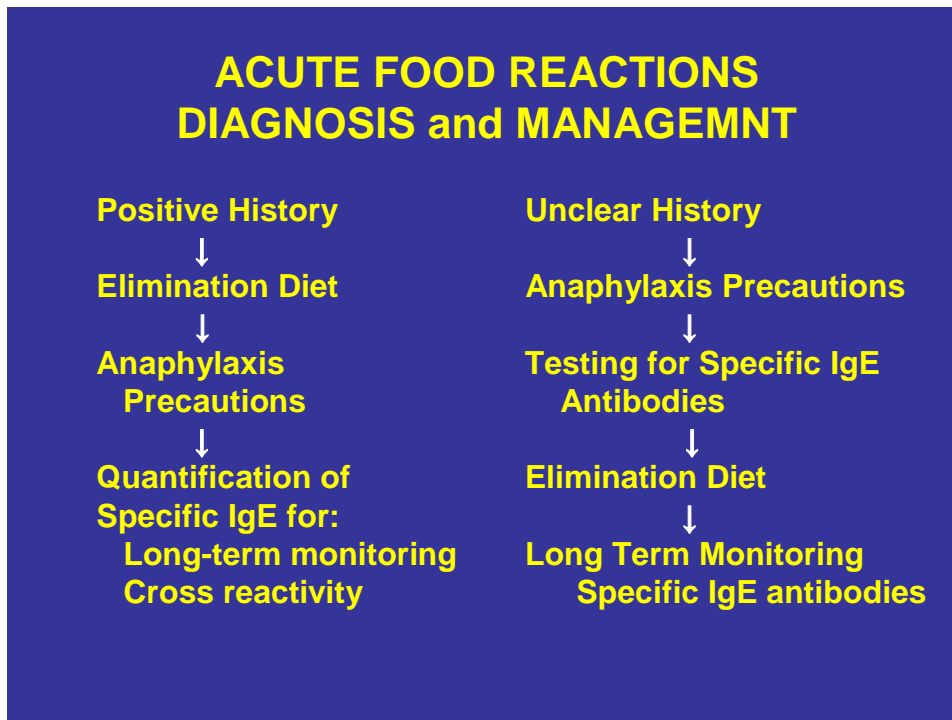 ACUTE FOOD REACTIONS
DIAGNOSIS and MANAGEMNT
Positive History
↓
Elimination Diet
↓
Anaphylaxis
Precautions
↓
Quantification of
Specific IgE for:
Long-term monitoring
Cross reactivity
Unclear History
↓
Anaphylaxis Precautions
↓
Testing for Specific IgE
Antibodies
↓
Elimination Diet
↓
Long Term Monitoring
Specific IgE antibodies